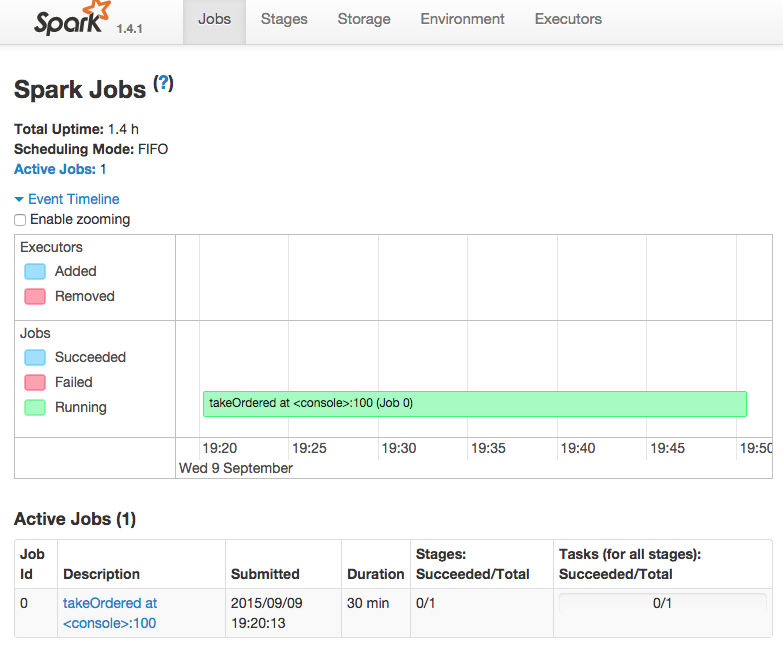 Spark 1.4.1 Jobs Stages Storage Environment Executors
Spark Jobs (?)
Total Uptime: 1.4 h
Scheduling Mode: FIFO
Active Jobs: 1
Event Timeline
Enable zooming
Executors
Added
Removed
Jobs
Succeeded
Failed
Running
takeOrdered at <console>:100 (Job 0)
19:20 19:25 19:30 19:35 19:40 19:45 19:50
Wed 9 September
Active Jobs (1)
Job Id Description Submitted Duration Stages: Succeeded/Total Tasks (for all stages): Succeeded/Total
0 takeOrdered at <console>:100 2015/09/09 19:20:13 30 min 0/1 0/1